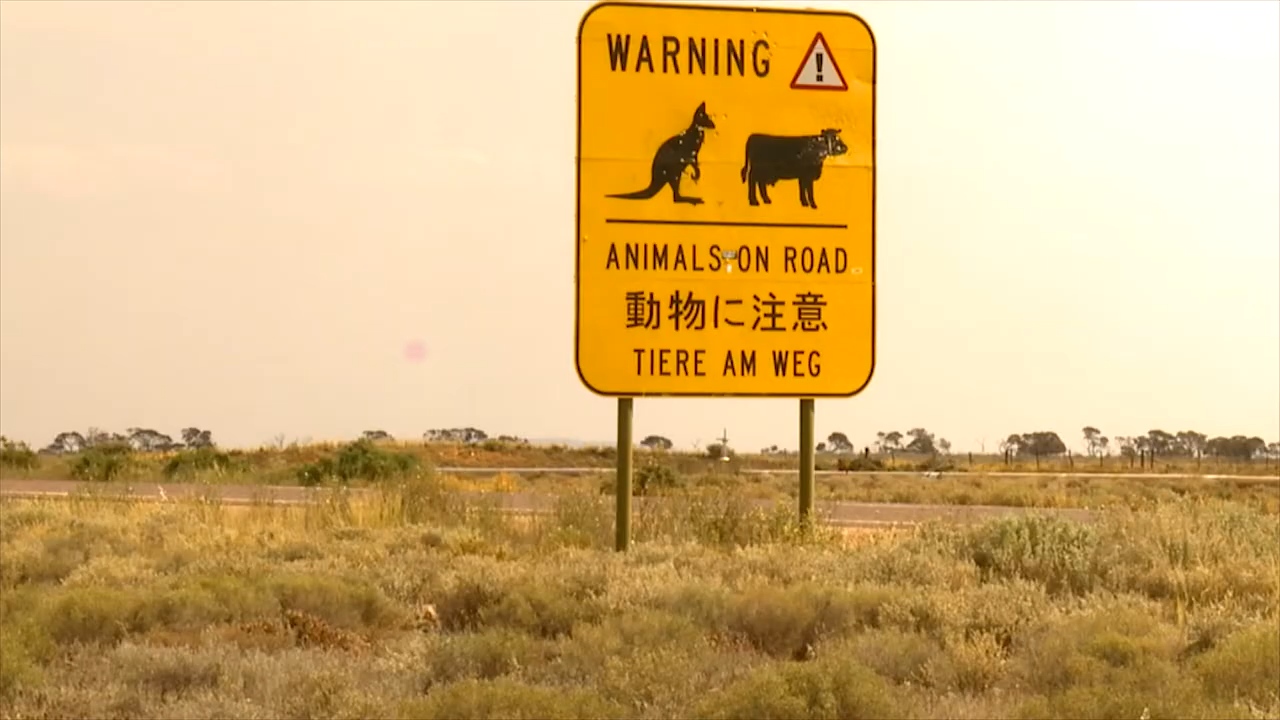 WARNING
ANIMALS ON ROAD
動物に注意
TIERE AM WEG